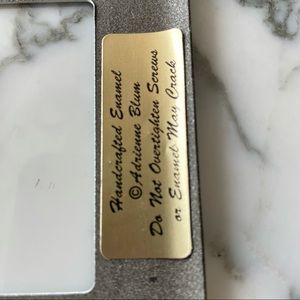 Handcrafted Enamel
©Adrienne Blum
Do Not Overtighten Screws
or Enamel May Crack